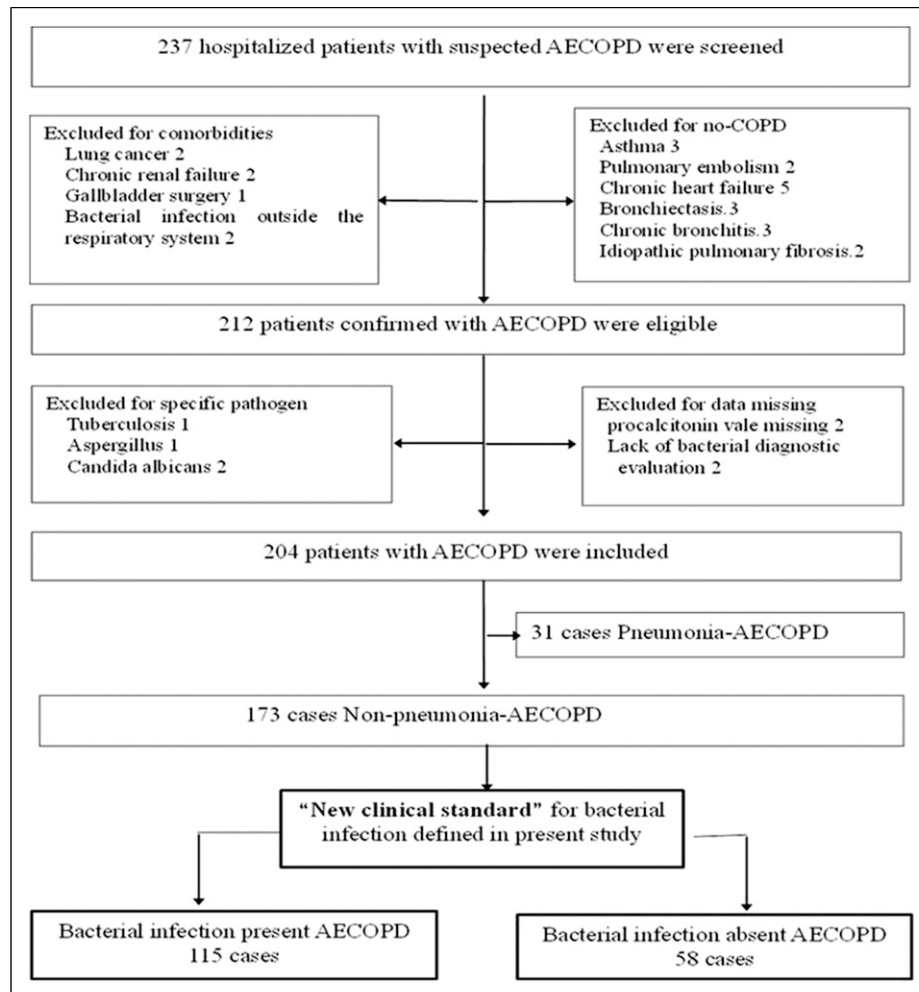 237 hospitalized patients with suspected AECOPD were screened
Excluded for comorbidities
Lung cancer 2
Chronic renal failure 2
Gallbladder surgery 1
Bacterial infection outside the
respiratory system 2
Excluded for no-COPD
Asthma 3
Pulmonary embolism 2
Chronic heart failure 5
Bronchiectasis.3
Chronic bronchitis.3
Idiopathic pulmonary fibrosis.2
212 patients confirmed with AECOPD were eligible
Excluded for specific pathogen
Tuberculosis 1
Aspergillus 1
Candida albicans 2
Excluded for data missing
procalcitonin vale missing 2
Lack of bacterial diagnostic
evaluation 2
204 patients with AECOPD were included
31 cases Pneumonia-AECOPD
173 cases Non-pneumonia-AECOPD
“New clinical standard” for bacterial
infection defined in present study
Bacterial infection present AECOPD
115 cases
Bacterial infection absent AECOPD
58 cases